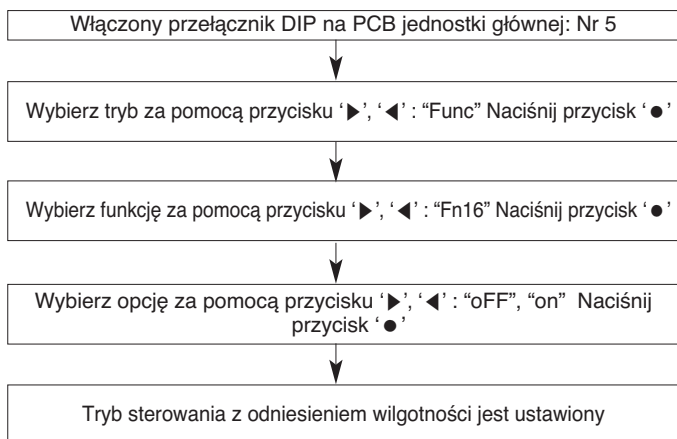 Włączony przełącznik DIP na PCB jednostki głównej: Nr 5
Wybierz tryb za pomocą przycisku ‘▶’, ‘◀’ : “Func” Naciśnij przycisk ‘●’
Wybierz funkcję za pomocą przycisku ‘▶’, ‘◀’ : “Fn16” Naciśnij przycisk ‘●’
Wybierz opcję za pomocą przycisku ‘▶’, ‘◀’ : “oFF”, “on” Naciśnij
przycisk ‘●’
Tryb sterowania z odniesieniem wilgotności jest ustawiony